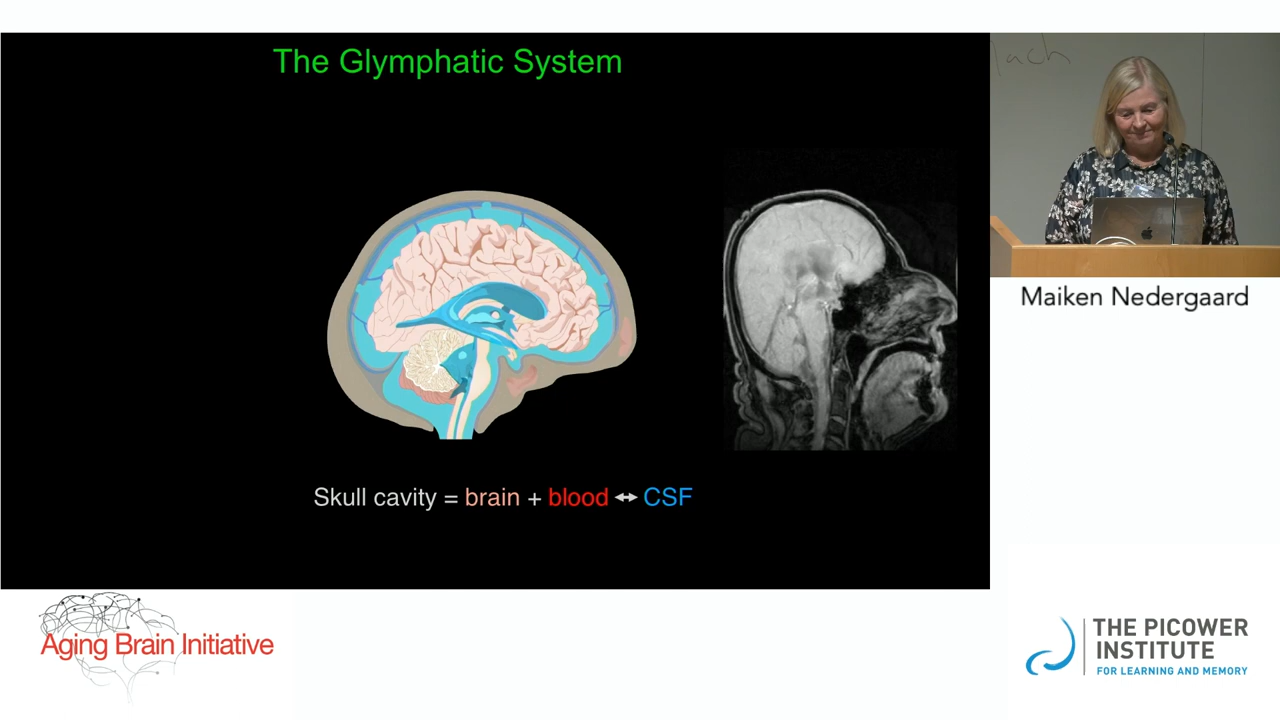 The Glymphatic System
Skull cavity = brain + blood ↔ CSF
Maiken Nedergaard
Aging Brain Initiative
THE PICOWER
INSTITUTE
FOR LEARNING AND MEMORY